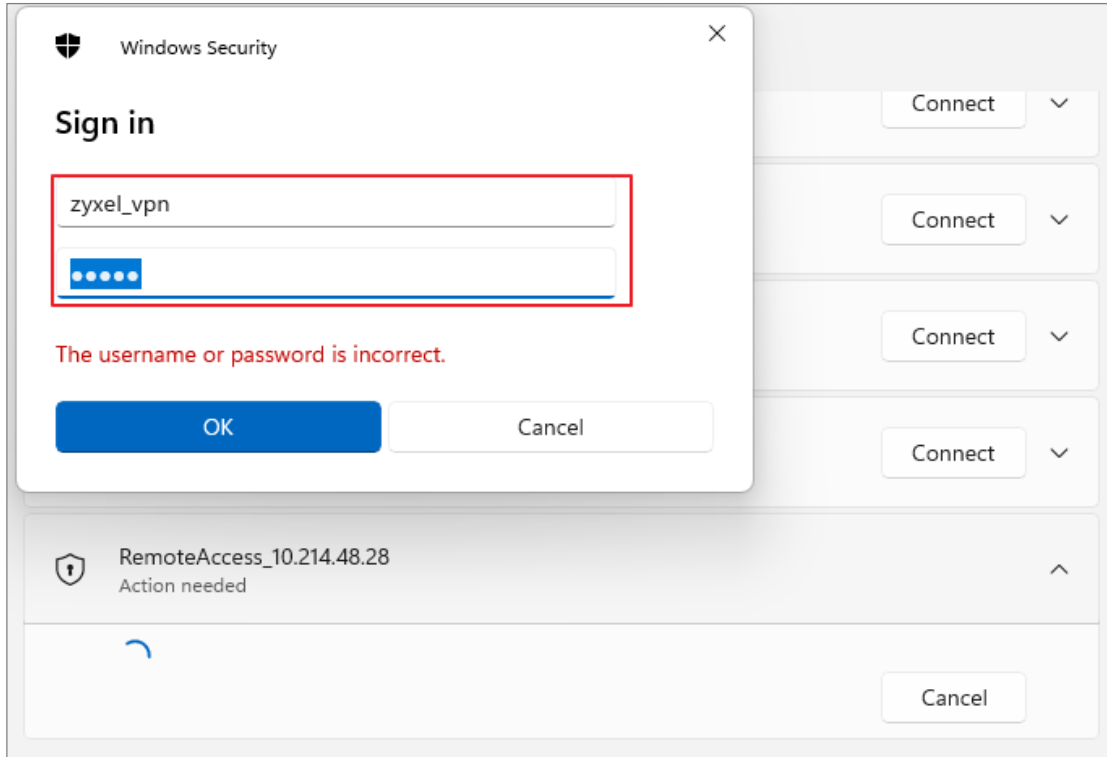 Windows Security
Sign in
zyxel_vpn
•••••
The username or password is incorrect.
OK
Cancel
Connect
Connect
Connect
Connect
RemoteAccess_10.214.48.28
Action needed
Cancel